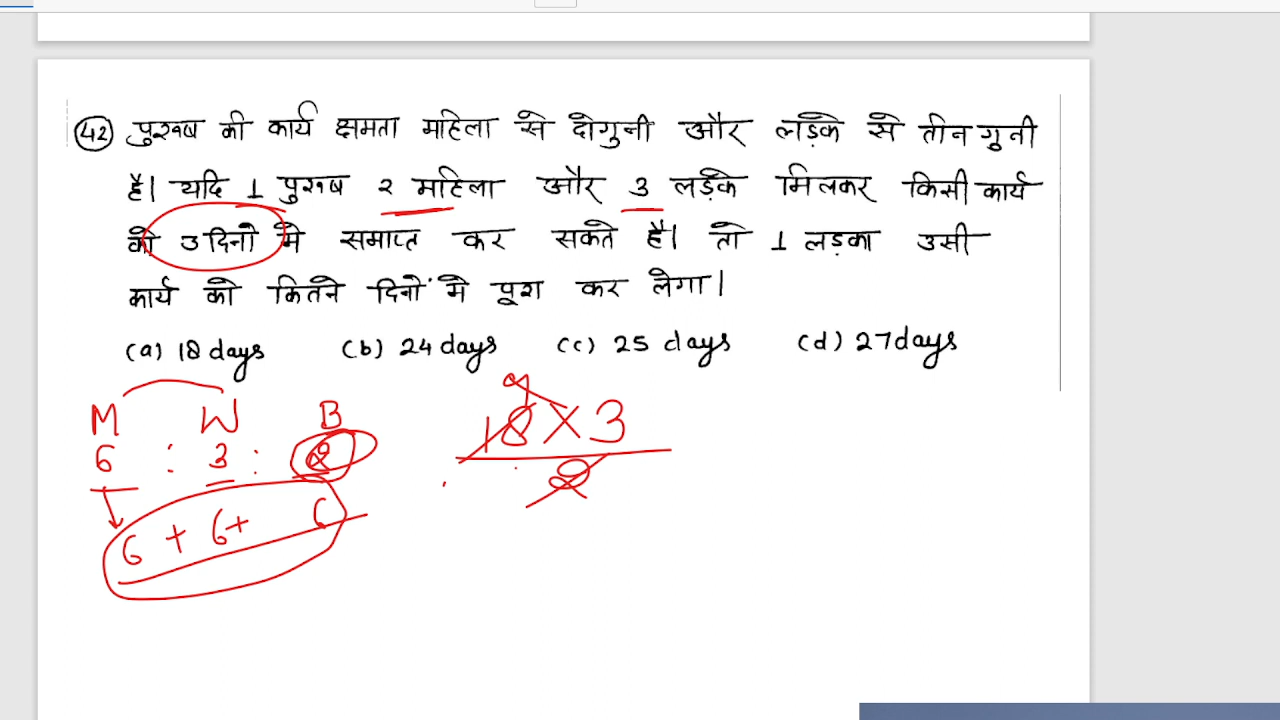 42 पुरुष की कार्य क्षमता महिला से दोगुनी और लड़के से तीन गुनी
है। यदि 1 पुरुष 2 महिला और 3 लड़के मिलकर किसी कार्य
को 3 दिनो मे समाप्त कर सकते है। तो 1 लड़का उसी
कार्य को कितने दिनों मे पूरा कर लेगा।
(a) 18 days (b) 24 days (c) 25 days (d) 27 days
M W B
6 : 3 : 2
6 + 6 + 6
9
18 × 3
2